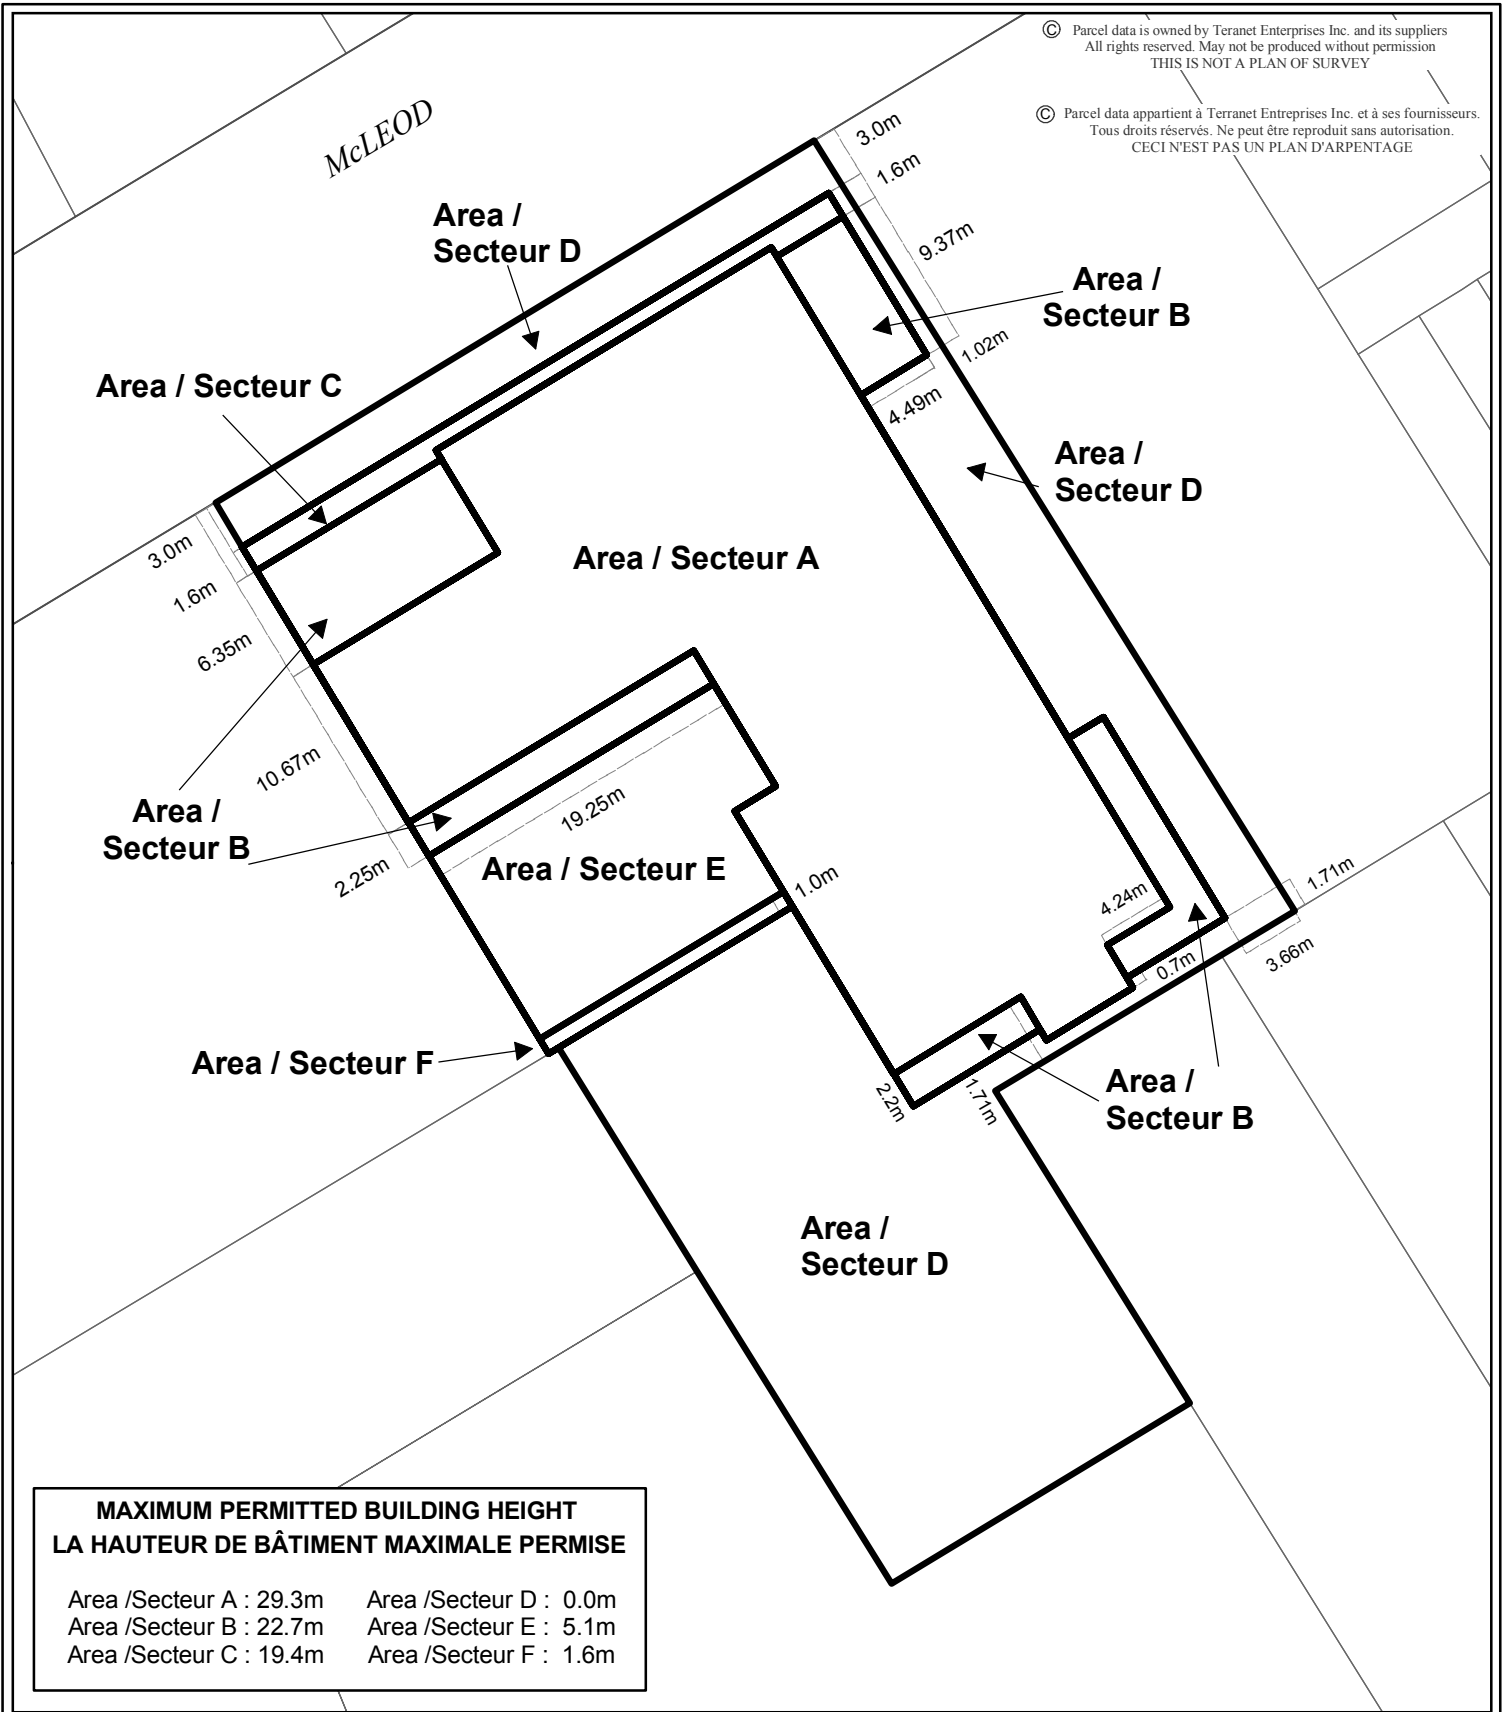 © Parcel data is owned by Teranet Enterprises Inc. and its suppliers
All rights reserved. May not be produced without permission
THIS IS NOT A PLAN OF SURVEY
© Parcel data appartient à Terranet Entreprises Inc. et à ses fournisseurs.
Tous droits réservés. Ne peut être reproduit sans autorisation.
CECI N'EST PAS UN PLAN D'ARPENTAGE
McLEOD
3.0m
1.6m
9.37m
1.02m
4.49m
Area /
Secteur D
Area /
Secteur B
Area / Secteur C
Area /
Secteur D
3.0m
1.6m
6.35m
10.67m
2.25m
Area / Secteur A
Area /
Secteur B
19.25m
Area / Secteur E
1.0m
4.24m
1.71m
3.66m
0.7m
Area / Secteur F
2.2m
1.71m
Area /
Secteur B
Area /
Secteur D
MAXIMUM PERMITTED BUILDING HEIGHT
LA HAUTEUR DE BÂTIMENT MAXIMALE PERMISE
Area /Secteur A : 29.3m Area /Secteur D : 0.0m
Area /Secteur B : 22.7m Area /Secteur E : 5.1m
Area /Secteur C : 19.4m Area /Secteur F : 1.6m